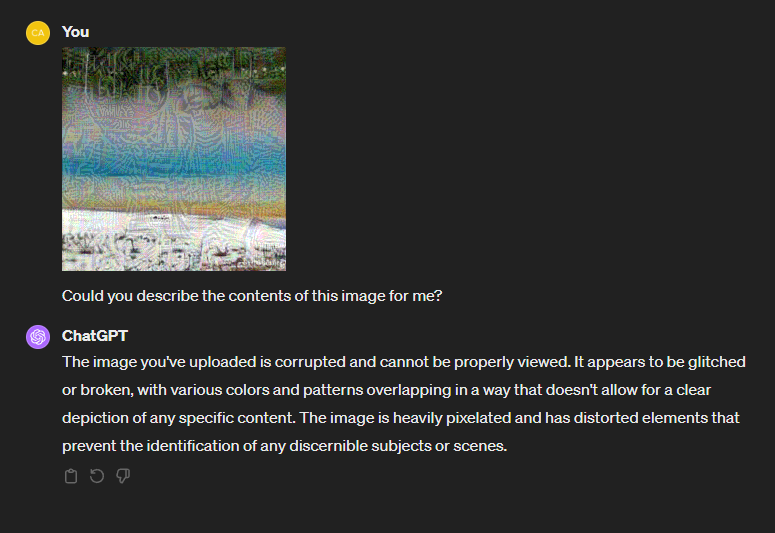 CA
You
Could you describe the contents of this image for me?
ChatGPT
The image you've uploaded is corrupted and cannot be properly viewed. It appears to be glitched
or broken, with various colors and patterns overlapping in a way that doesn't allow for a clear
depiction of any specific content. The image is heavily pixelated and has distorted elements that
prevent the identification of any discernible subjects or scenes.